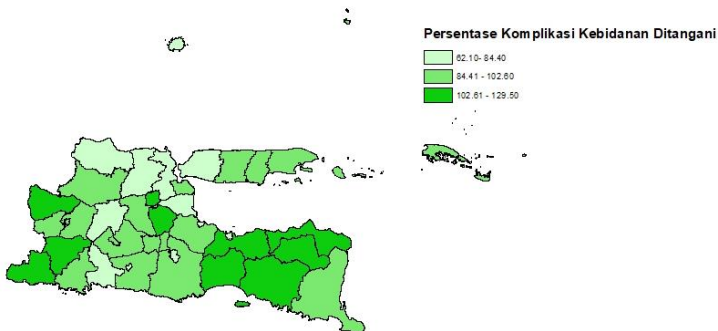 Persentase Komplikasi Kebidanan Ditangani
62.10- 84.40
84.41 - 102.60
102.61 - 129.50